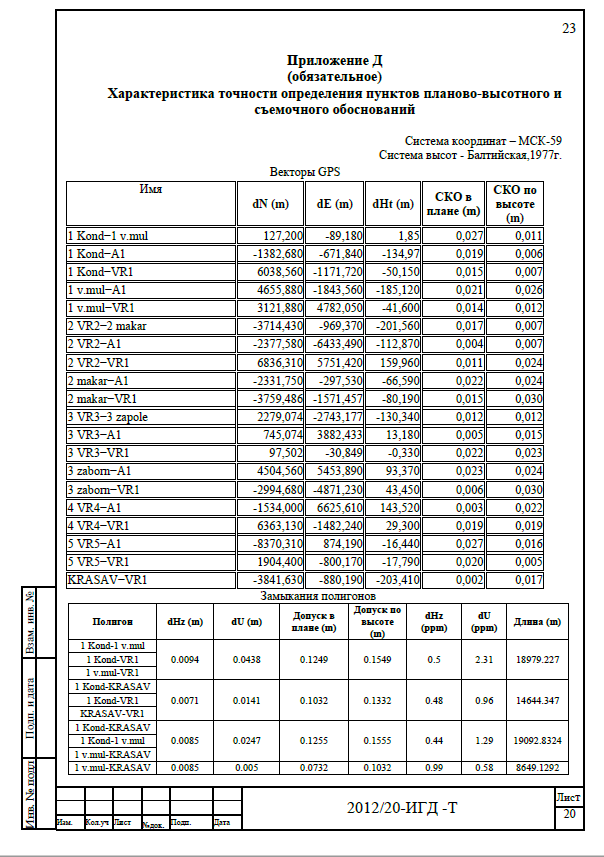 23
Приложение Д
(обязательное)
Характеристика точности определения пунктов планово-высотного и
съемочного обоснований
Система координат – МСК-59
Система высот - Балтийская,1977г.
Векторы GPS
Имя dN (m) dE (m) dHt (m) СКО в плане (m) СКО по высоте (m)
1 Kond−1 v.mul 127,200 -89,180 1,85 0,027 0,011
1 Kond−A1 -1382,680 -671,840 -134,97 0,019 0,006
1 Kond−VR1 6038,560 -1171,720 -50,150 0,015 0,007
1 v.mul−A1 4655,880 -1843,560 -185,120 0,021 0,026
1 v.mul−VR1 3121,880 4782,050 -41,600 0,014 0,012
2 VR2−2 makar -3714,430 -969,370 -201,560 0,017 0,007
2 VR2−A1 -2377,580 -6433,490 -112,870 0,004 0,007
2 VR2−VR1 6836,310 5751,420 159,960 0,011 0,024
2 makar−A1 -2331,750 -297,530 -66,590 0,022 0,024
2 makar−VR1 -3759,486 -1571,457 -80,190 0,015 0,030
3 VR3−3 zapole 2279,074 -2743,177 -130,340 0,012 0,012
3 VR3−A1 745,074 3882,433 13,180 0,005 0,015
3 VR3−VR1 97,502 -30,849 -0,330 0,022 0,023
3 zaborn−A1 4504,560 5453,890 93,370 0,023 0,024
3 zaborn−VR1 -2994,680 -4871,230 43,450 0,006 0,030
4 VR4−A1 -1534,000 6625,610 143,520 0,003 0,022
4 VR4−VR1 6363,130 -1482,240 29,300 0,019 0,019
5 VR5−A1 -8370,310 874,190 -16,440 0,027 0,016
5 VR5−VR1 1904,400 -800,170 -17,790 0,020 0,005
KRASAV−VR1 -3841,630 -880,190 -203,410 0,002 0,017
Замыкания полигонов
Полигон dHz (m) dU (m) Допуск в плане (m) Допуск по высоте (m) dHz (ppm) dU (ppm) Длина (m)
1 Kond-1 v.mul
1 Kond-VR1 0.0094 0.0438 0.1249 0.1549 0.5 2.31 18979.227
1 v.mul-VR1
1 Kond-KRASAV
1 Kond-VR1 0.0071 0.0141 0.1032 0.1332 0.48 0.96 14644.347
KRASAV-VR1
1 Kond-KRASAV
1 Kond-1 v.mul 0.0085 0.0247 0.1255 0.1555 0.44 1.29 19092.8324
1 v.mul-KRASAV
1 v.mul-KRASAV 0.0085 0.005 0.0732 0.1032 0.99 0.58 8649.1292
Взам. инв. №
Подп. и дата
Инв. № подл
Изм. Кол.уч Лист №док. Подп. Дата
2012/20-ИГД -Т
Лист
20